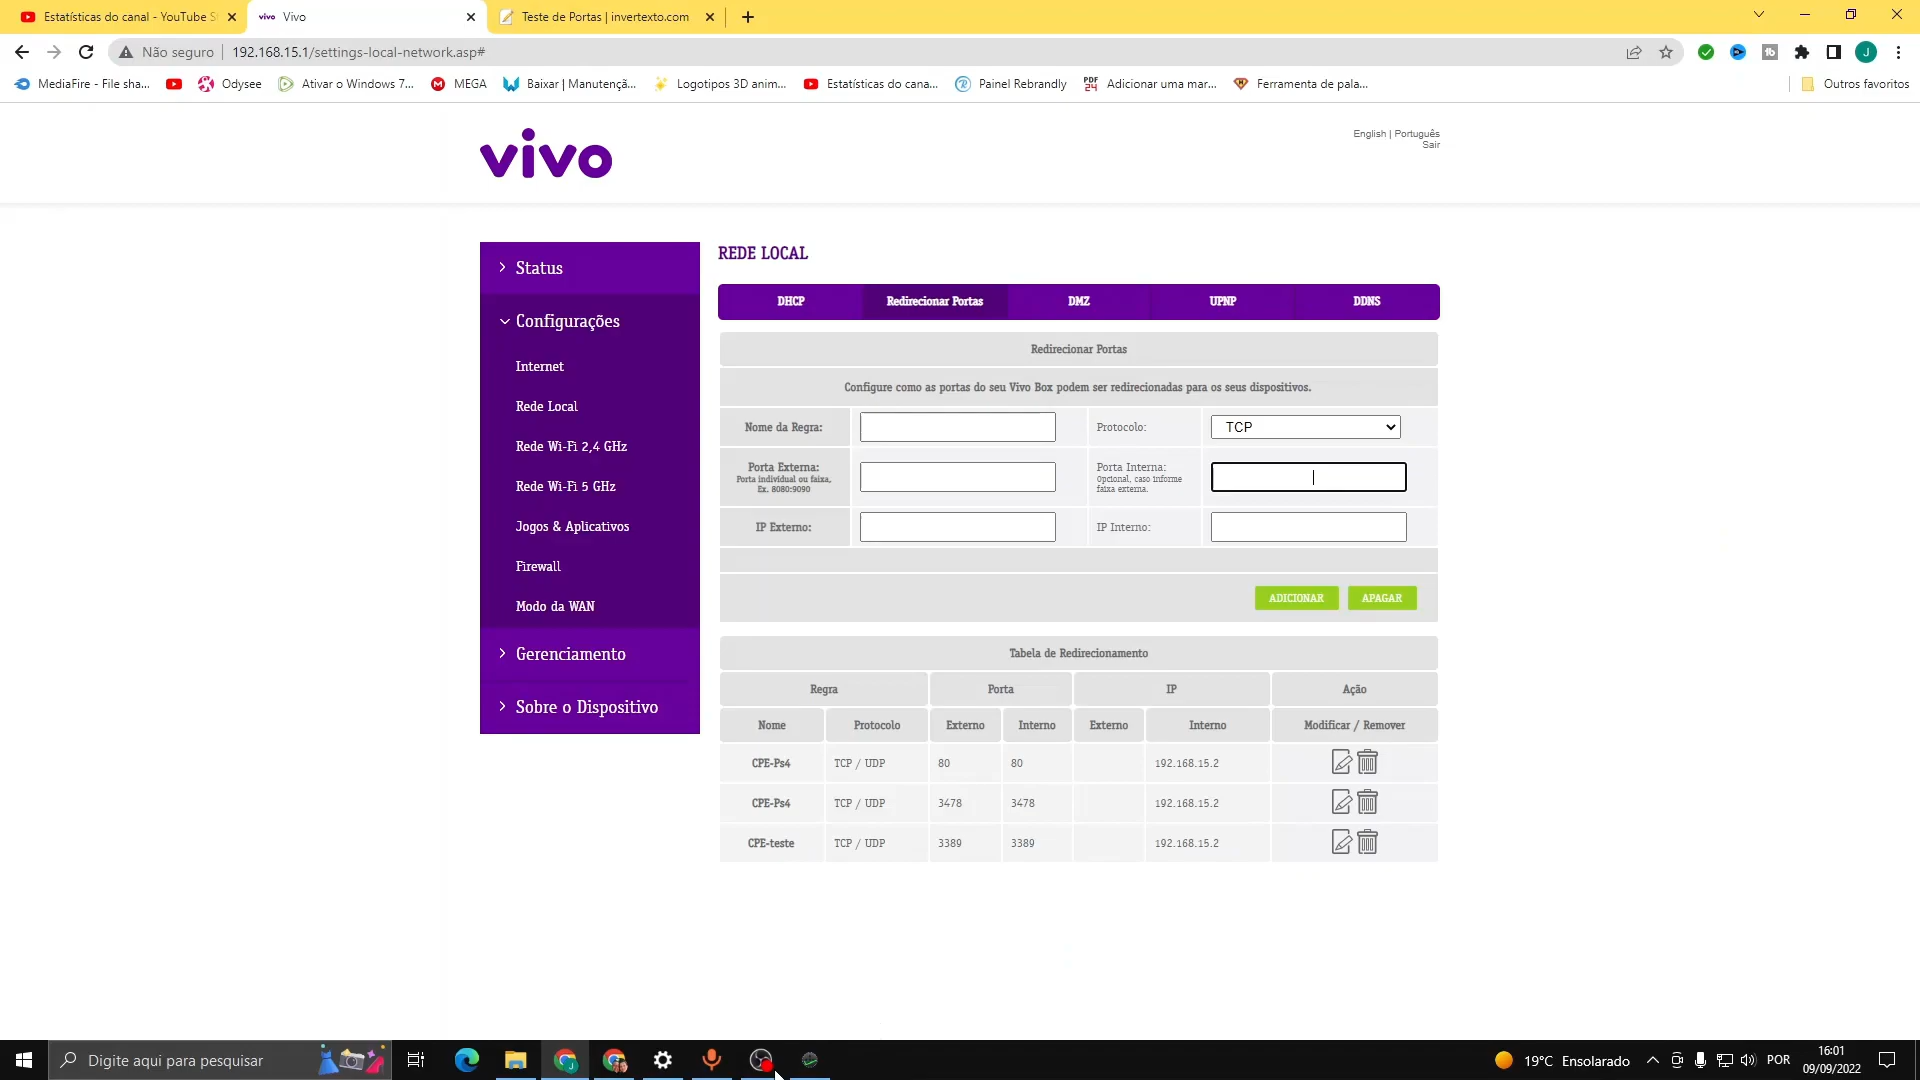 Estatísticas do canal - YouTube S
vivo Vivo
Teste de Portas | invertexto.com
Não seguro
192.168.15.1/settings-local-network.asp#
MediaFire - File sha...
Odysee
Ativar o Windows 7...
MEGA
Baixar | Manutençã...
Logotipos 3D anim...
Estatísticas do cana...
Painel Rebrandly
PDF 24
Adicionar uma mar...
Ferramenta de pala...
Outros favoritos
vivo
English | Português
Sair
Status
Configurações
Internet
Rede Local
Rede Wi-Fi 2,4 GHz
Rede Wi-Fi 5 GHz
Jogos & Aplicativos
Firewall
Modo da WAN
Gerenciamento
Sobre o Dispositivo
REDE LOCAL
DHCP Redirecionar Portas DMZ UPNP DDNS
Redirecionar Portas
Configure como as portas do seu Vivo Box podem ser redirecionadas para os seus dispositivos.
Nome da Regra: Protocolo: TCP
Porta Externa: Porta Interna:
Porta individual ou faixa, Opcional, caso informe
Ex. 8080:9090 faixa externa.
IP Externo: IP Interno:
ADICIONAR APAGAR
Tabela de Redirecionamento
Regra Porta IP Ação
Nome Protocolo Externo Interno Externo Interno Modificar / Remover
CPE-Ps4 TCP / UDP 80 80 192.168.15.2
CPE-Ps4 TCP / UDP 3478 3478 192.168.15.2
CPE-teste TCP / UDP 3389 3389 192.168.15.2
Digite aqui para pesquisar
19°C Ensolarado
POR
16:01
09/09/2022